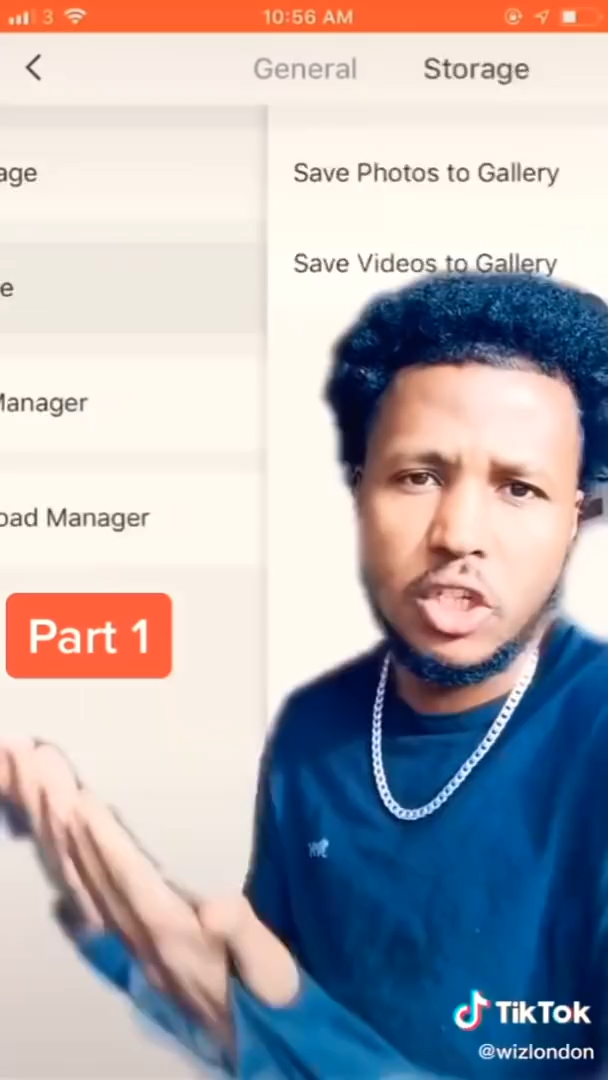 3
10:56 AM
General
Storage
age
Save Photos to Gallery
e
Save Videos to Gallery
Manager
oad Manager
Part 1
TikTok
@wizlondon